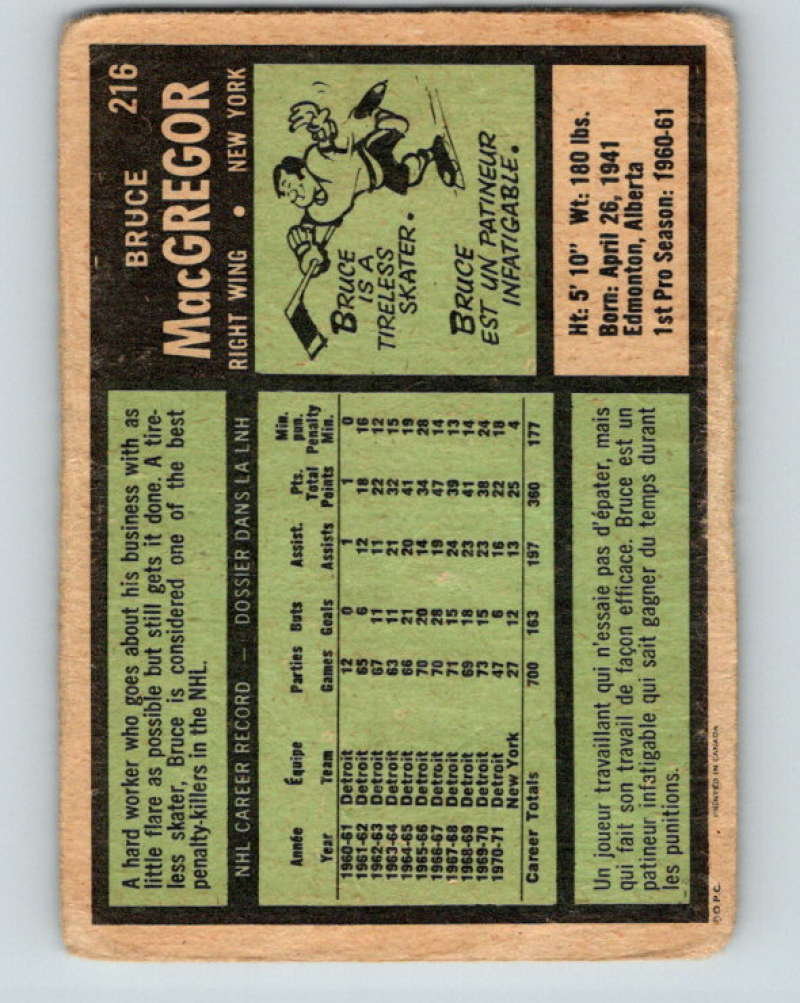 BRUCE 216
MacGREGOR
RIGHT WING • NEW YORK
A hard worker who goes about his business with as
little flare as possible but still gets it done. A tire-
less skater, Bruce is considered one of the best
penalty-killers in the NHL.
BRUCE
IS A
TIRELESS
SKATER.
BRUCE
EST UN PATINEUR
INFATIGABLE.
NHL CAREER RECORD — DOSSIER DANS LA LNH
Année Équipe Parties Buts Assist. Pts. Min. pun.
Year Team Games Goals Assists Total Points Penalty Min.
1960-61 Detroit 12 0 1 1 0
1961-62 Detroit 65 6 12 18 16
1962-63 Detroit 67 11 11 22 12
1963-64 Detroit 63 11 21 32 15
1964-65 Detroit 66 21 20 41 19
1965-66 Detroit 70 20 14 34 28
1966-67 Detroit 70 28 19 47 14
1967-68 Detroit 71 15 24 39 13
1968-69 Detroit 69 18 23 41 14
1969-70 Detroit 73 15 23 38 24
1970-71 Detroit 47 6 16 22 18
New York 27 12 13 25 4
Career Totals 700 163 197 360 177
Ht: 5' 10" Wt: 180 lbs.
Born: April 26, 1941
Edmonton, Alberta
1st Pro Season: 1960-61
Un joueur travaillant qui n'essaie pas d'épater, mais
qui fait son travail de façon efficace. Bruce est un
patineur infatigable qui sait gagner du temps durant
les punitions.
© O.P.C. PRINTED IN CANADA